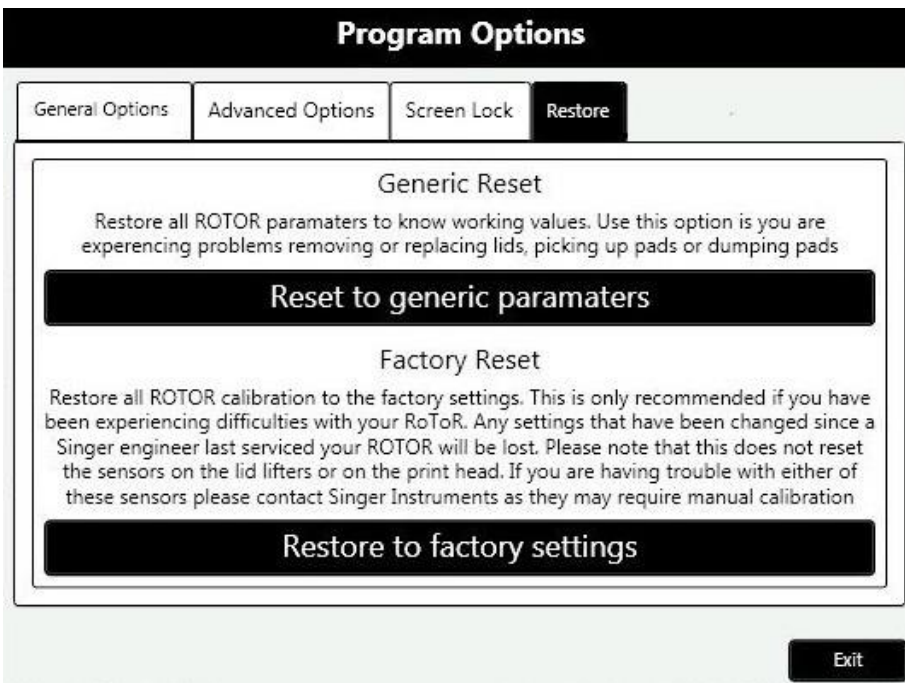 Program Options
General Options Advanced Options Screen Lock Restore
Generic Reset
Restore all ROTOR paramaters to know working values. Use this option is you are
experencing problems removing or replacing lids, picking up pads or dumping pads
Reset to generic paramaters
Factory Reset
Restore all ROTOR calibration to the factory settings. This is only recommended if you have
been experiencing difficulties with your RoToR. Any settings that have been changed since a
Singer engineer last serviced your ROTOR will be lost. Please note that this does not reset
the sensors on the lid lifters or on the print head. If you are having trouble with either of
these sensors please contact Singer Instruments as they may require manual calibration
Restore to factory settings
Exit